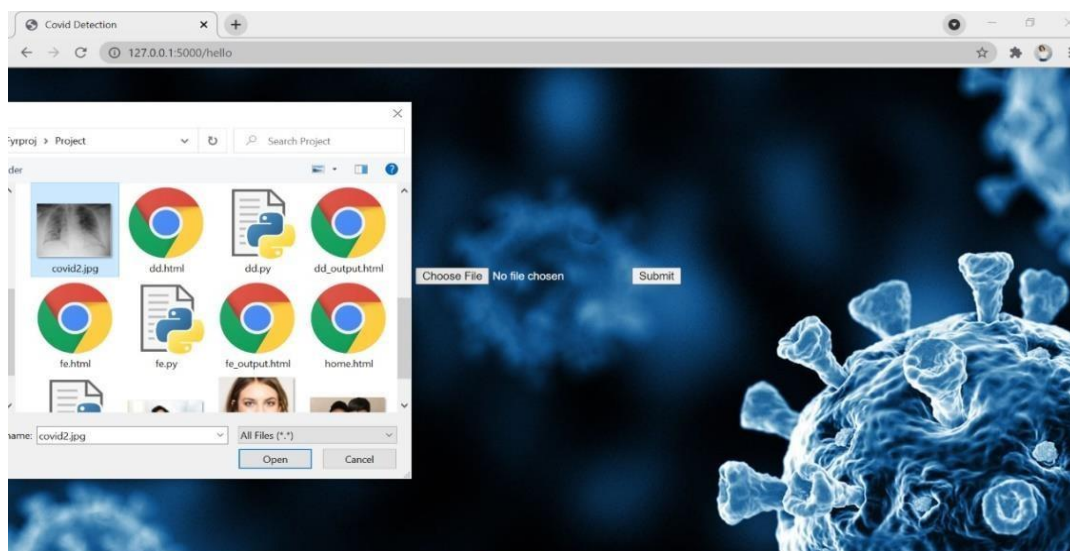 Covid Detection
127.0.0.1:5000/hello
Fyrproj > Project
Search Project
der
covid2.jpg dd.html dd.py dd_output.html
Choose File No file chosen Submit
fe.html fe.py fe_output.html home.html
name: covid2.jpg All Files (*.*)
Open Cancel